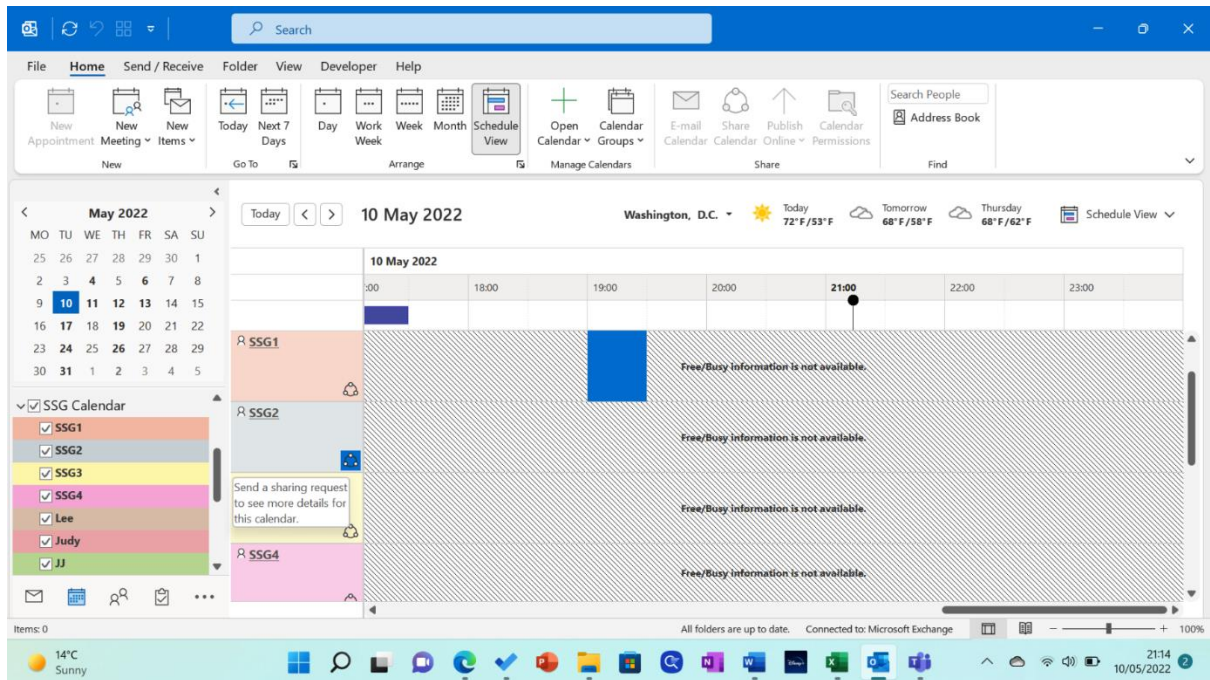 Search
File Home Send / Receive Folder View Developer Help
New Appointment
New Meeting
New Items
Today
Next 7 Days
Day
Work Week
Week
Month
Schedule View
Open Calendar
Calendar Groups
E-mail Calendar
Share Calendar
Publish Online
Calendar Permissions
Search People
Address Book
New
Go To
Arrange
Manage Calendars
Share
Find
May 2022
MO TU WE TH FR SA SU
25 26 27 28 29 30 1
2 3 4 5 6 7 8
9 10 11 12 13 14 15
16 17 18 19 20 21 22
23 24 25 26 27 28 29
30 31 1 2 3 4 5
SSG Calendar
SSG1
SSG2
SSG3
SSG4
Lee
Judy
JJ
Today
10 May 2022
Washington, D.C.
Today
72°F/53°F
Tomorrow
68°F/58°F
Thursday
68°F/62°F
Schedule View
10 May 2022
:00 18:00 19:00 20:00 21:00 22:00 23:00
SSG1
Free/Busy information is not available.
SSG2
Free/Busy information is not available.
Send a sharing request
to see more details for
this calendar.
Free/Busy information is not available.
SSG4
Free/Busy information is not available.
Items: 0
All folders are up to date. Connected to: Microsoft Exchange
100%
14°C
Sunny
21:14
10/05/2022
2